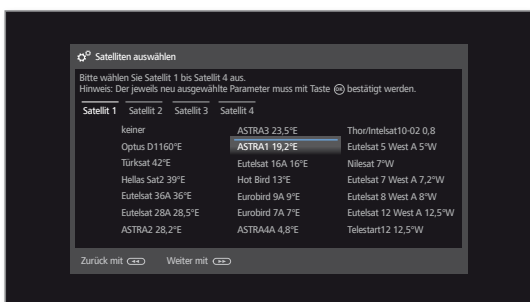 Satelliten auswählen
Bitte wählen Sie Satellit 1 bis Satellit 4 aus.
Hinweis: Der jeweils neu ausgewählte Parameter muss mit Taste OK bestätigt werden.
Satellit 1 Satellit 2 Satellit 3 Satellit 4
keiner ASTRA3 23,5°E Thor/Intelsat10-02 0,8
Optus D1160°E ASTRA1 19,2°E Eutelsat 5 West A 5°W
Türksat 42°E Eutelsat 16A 16°E Nilesat 7°W
Hellas Sat2 39°E Hot Bird 13°E Eutelsat 7 West A 7,2°W
Eutelsat 36A 36°E Eurobird 9A 9°E Eutelsat 8 West A 8°W
Eutelsat 28A 28,5°E Eurobird 7A 7°E Eutelsat 12 West A 12,5°W
ASTRA2 28,2°E ASTRA4A 4,8°E Telestart12 12,5°W
Zurück mit Weiter mit